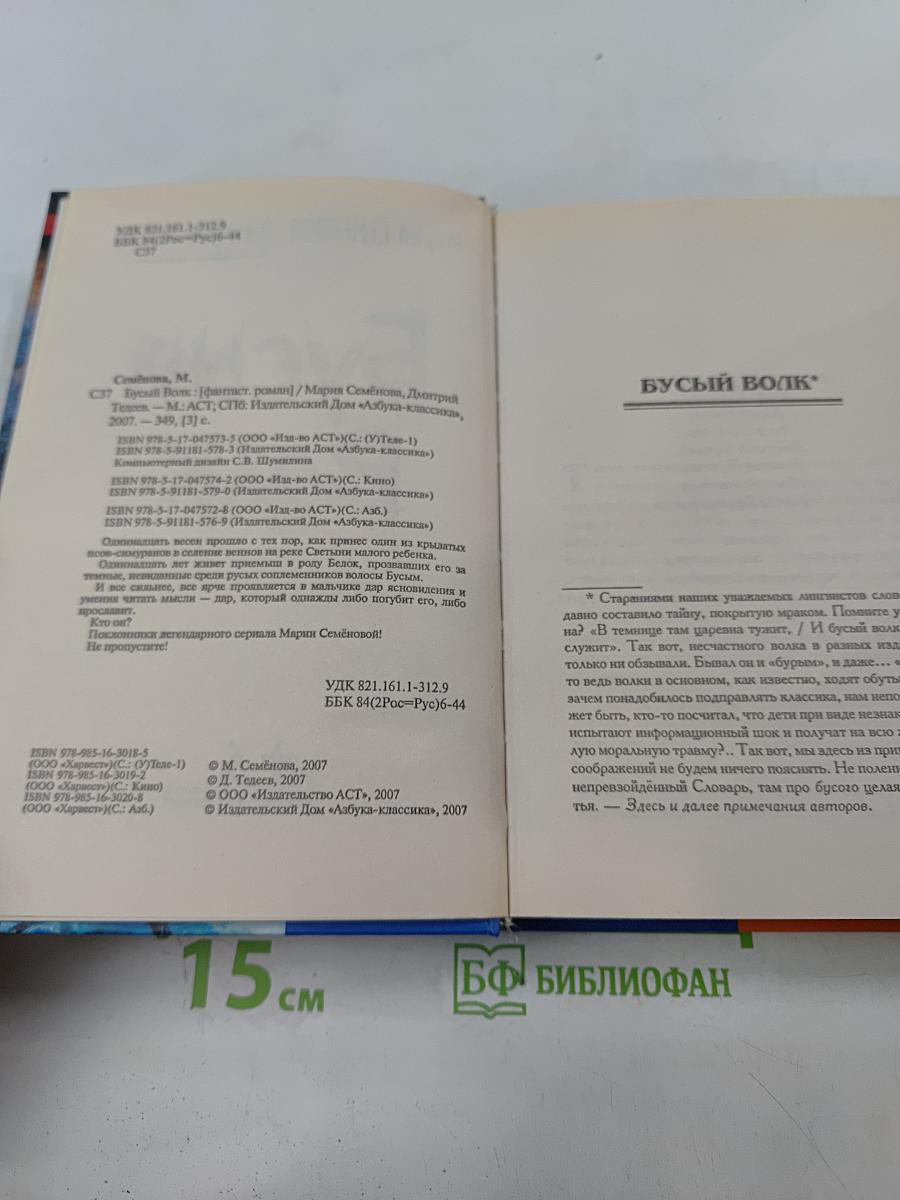 УДК 821.161.1-312.9
ББК 84(2Рос=Рус)6-44
С37
Семёнова, М.
С37 Бусый Волк : [фантаст. роман] / Мария Семёнова, Дмитрий
Тедеев. — М.: АСТ; СПб: Издательский Дом «Азбука-классика»,
2007. — 349, [3] с.
ISBN 978-5-17-047573-5 (ООО «Изд-во АСТ»)(С.: (У)Теле-1)
ISBN 978-5-91181-578-3 (Издательский Дом «Азбука-классика»)
Компьютерный дизайн С.В. Шумилина
ISBN 978-5-17-047574-2 (ООО «Изд-во АСТ»)(С.: Кино)
ISBN 978-5-91181-579-0 (Издательский Дом «Азбука-классика»)
ISBN 978-5-17-047572-8 (ООО «Изд-во АСТ»)(С.: Азб.)
ISBN 978-5-91181-576-9 (Издательский Дом «Азбука-классика»)
Одиннадцать весен прошло с тех пор, как принес один из крылатых
псов-симуранов в селение веннов на реке Светыни малого ребенка.
Одиннадцать лет живет приемыш в роду Белок, прозвавших его за
темные, невиданные среди русых соплеменников волосы Бусым.
И все сильнее, все ярче проявляется в мальчике дар ясновидения и
умения читать мысли — дар, который однажды либо погубит его, либо
прославит.
Кто он?
Поклонники легендарного сериала Марии Семёновой!
Не пропустите!
УДК 821.161.1-312.9
ББК 84(2Рос=Рус)6-44
ISBN 978-985-16-3018-5
(ООО «Харвест»)(С.: (У)Теле-1)
ISBN 978-985-16-3019-2
(ООО «Харвест»)(С.: Кино)
ISBN 978-985-16-3020-8
(ООО «Харвест»)(С.: Азб.)
© М. Семёнова, 2007
© Д. Тедеев, 2007
© ООО «Издательство АСТ», 2007
© Издательский Дом «Азбука-классика», 2007
БУСЫЙ ВОЛК*
* Стараниями наших уважаемых лингвистов слов
давно составило тайну, покрытую мраком. Помните у
на? «В темнице там царевна тужит, / И бусый волк
служит». Так вот, несчастного волка в разных изд
только ни обзывали. Бывал он и «бурым», и даже... «
то ведь волки в основном, как известно, ходят обуты
зачем понадобилось подправлять классика, нам непо
жет быть, кто-то посчитал, что дети при виде незнак
испытают информационный шок и получат на всю
лую моральную травму?.. Так вот, мы здесь из при
соображений не будем ничего пояснять. Не полени
непревзойдённый Словарь, там про бусого целая
тья. — Здесь и далее примечания авторов.
15 см
БФ БИБЛИОФАН